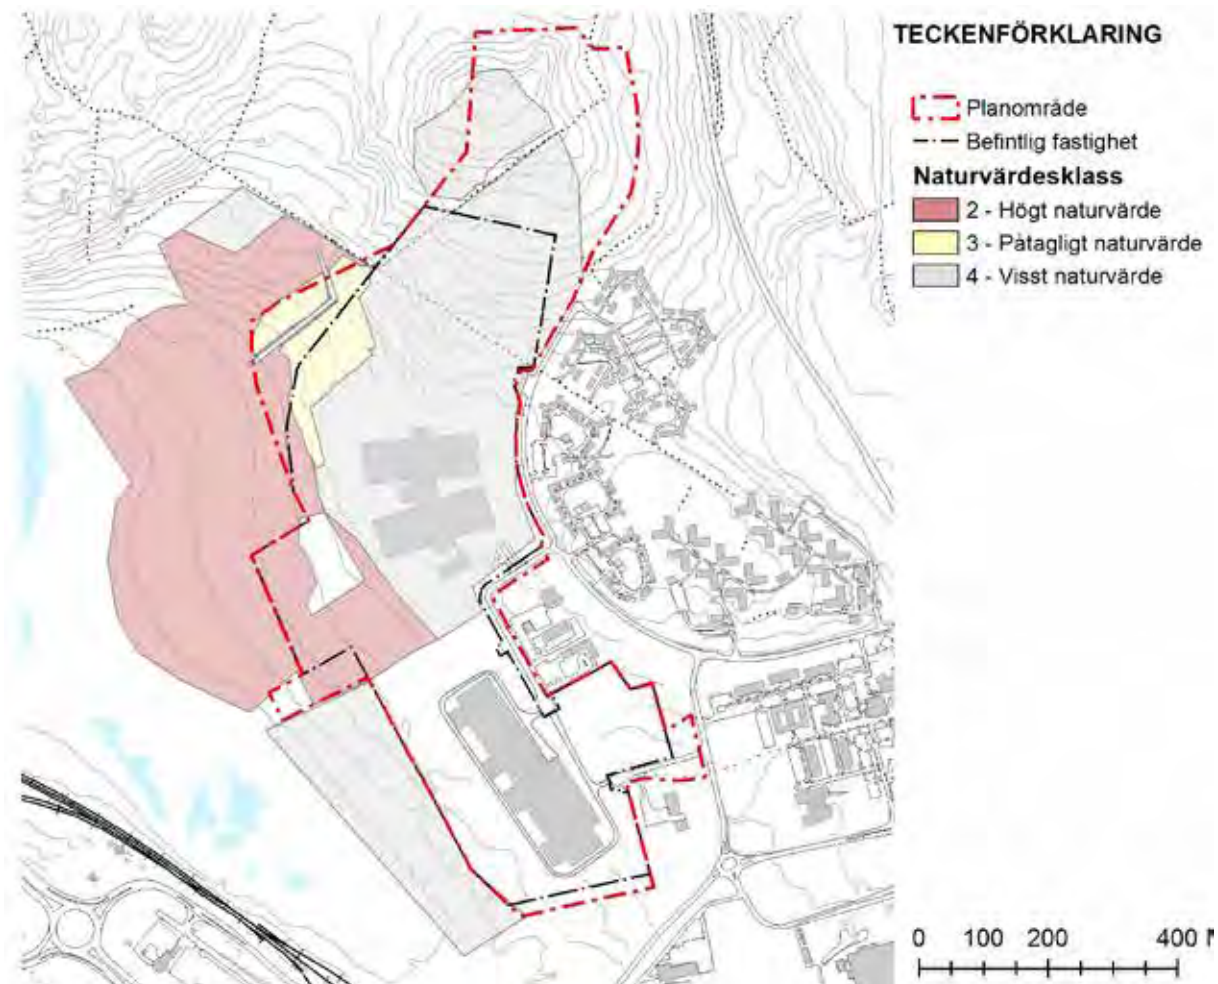 TECKENFÖRKLARING
Planområde
Befintlig fastighet
Naturvärdesklass
2 - Högt naturvärde
3 - Påtagligt naturvärde
4 - Visst naturvärde
0 100 200 400